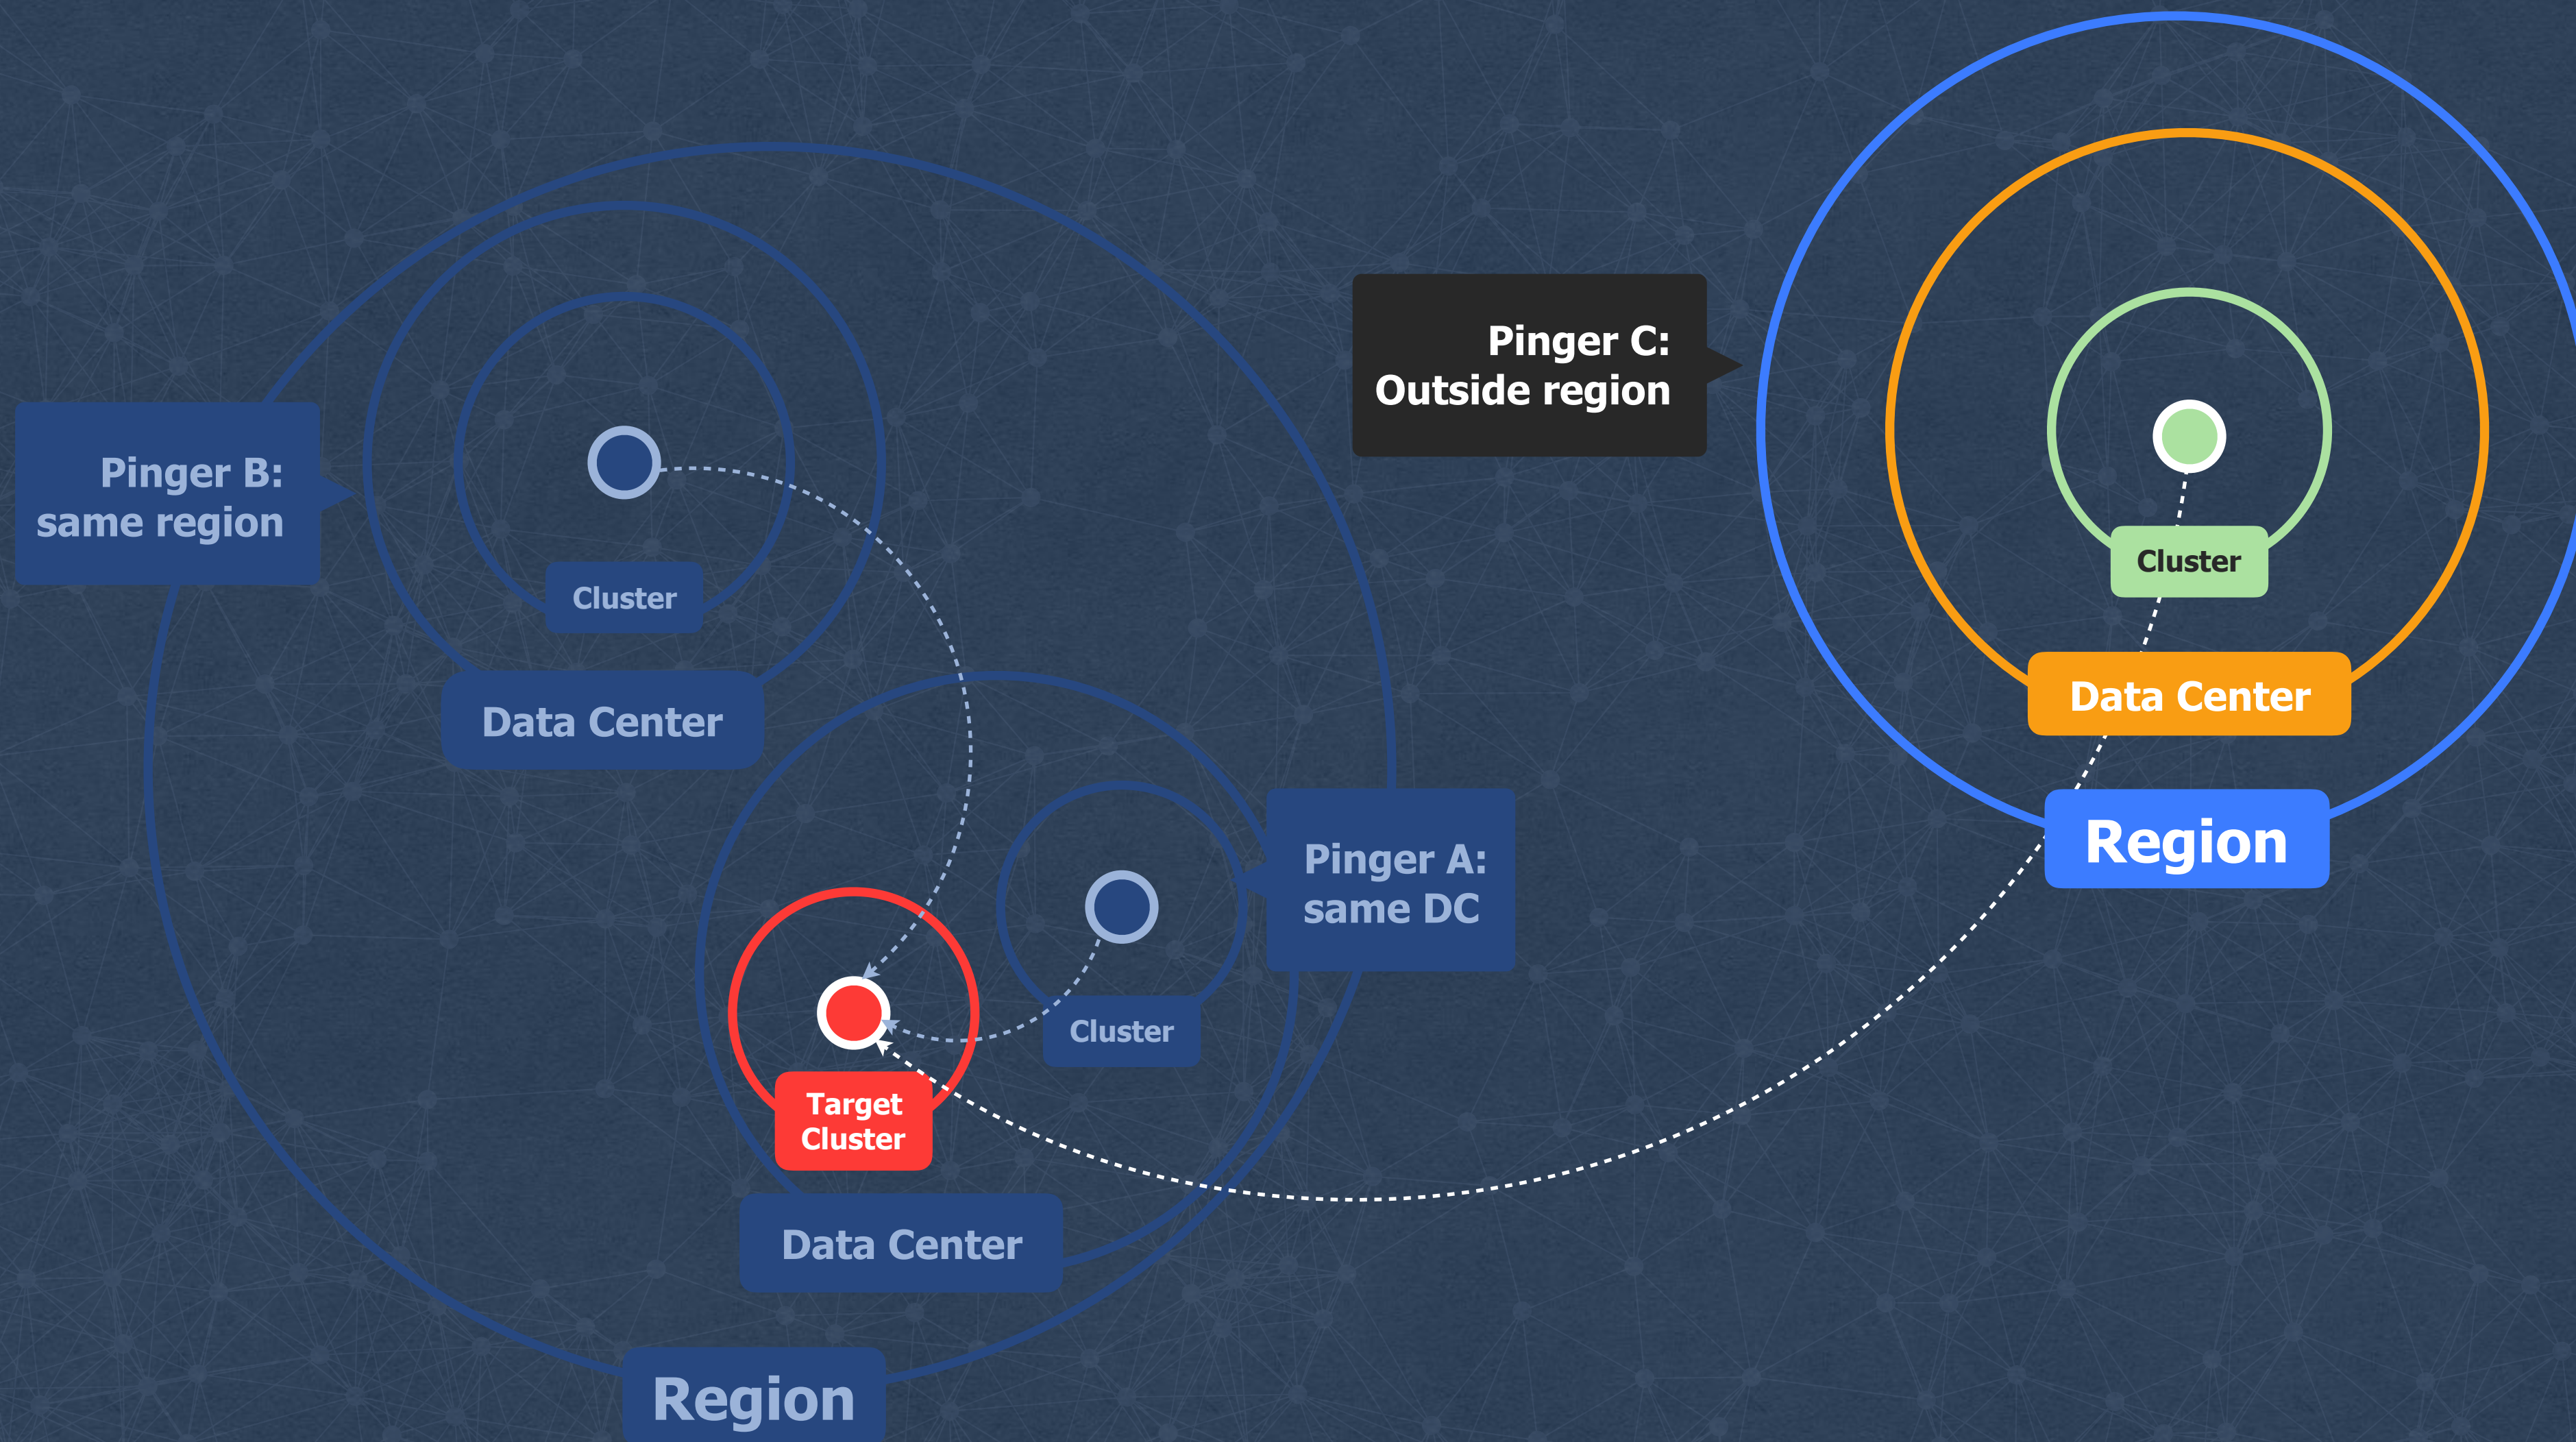 Pinger C:
Outside region
Pinger B:
same region
Cluster
Cluster
Data Center
Data Center
Region
Pinger A:
same DC
Cluster
Target
Cluster
Data Center
Region